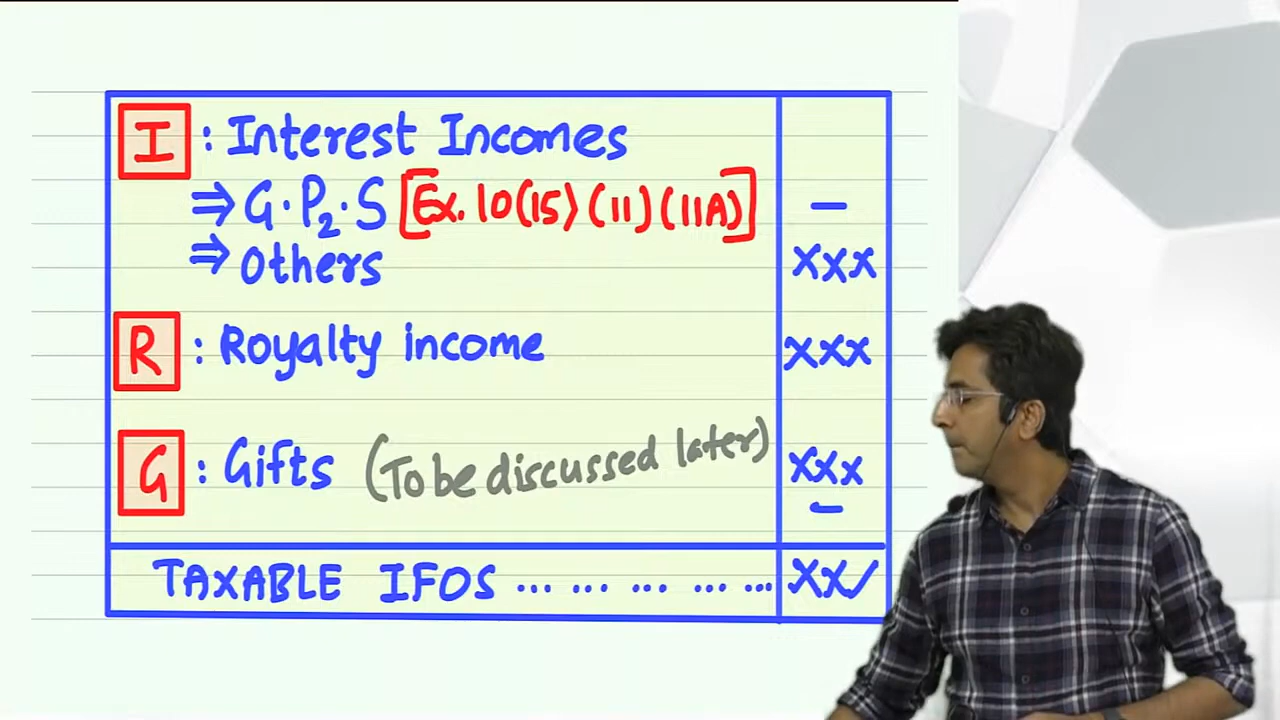 I : Interest Incomes
⇒ G.P₂.S [Ex. 10(15) (11) (11A)] –
⇒ Others XXX
R : Royalty income XXX
G : Gifts (To be discussed later) XXX
TAXABLE IFOS ... ... ... ... ... XX✓